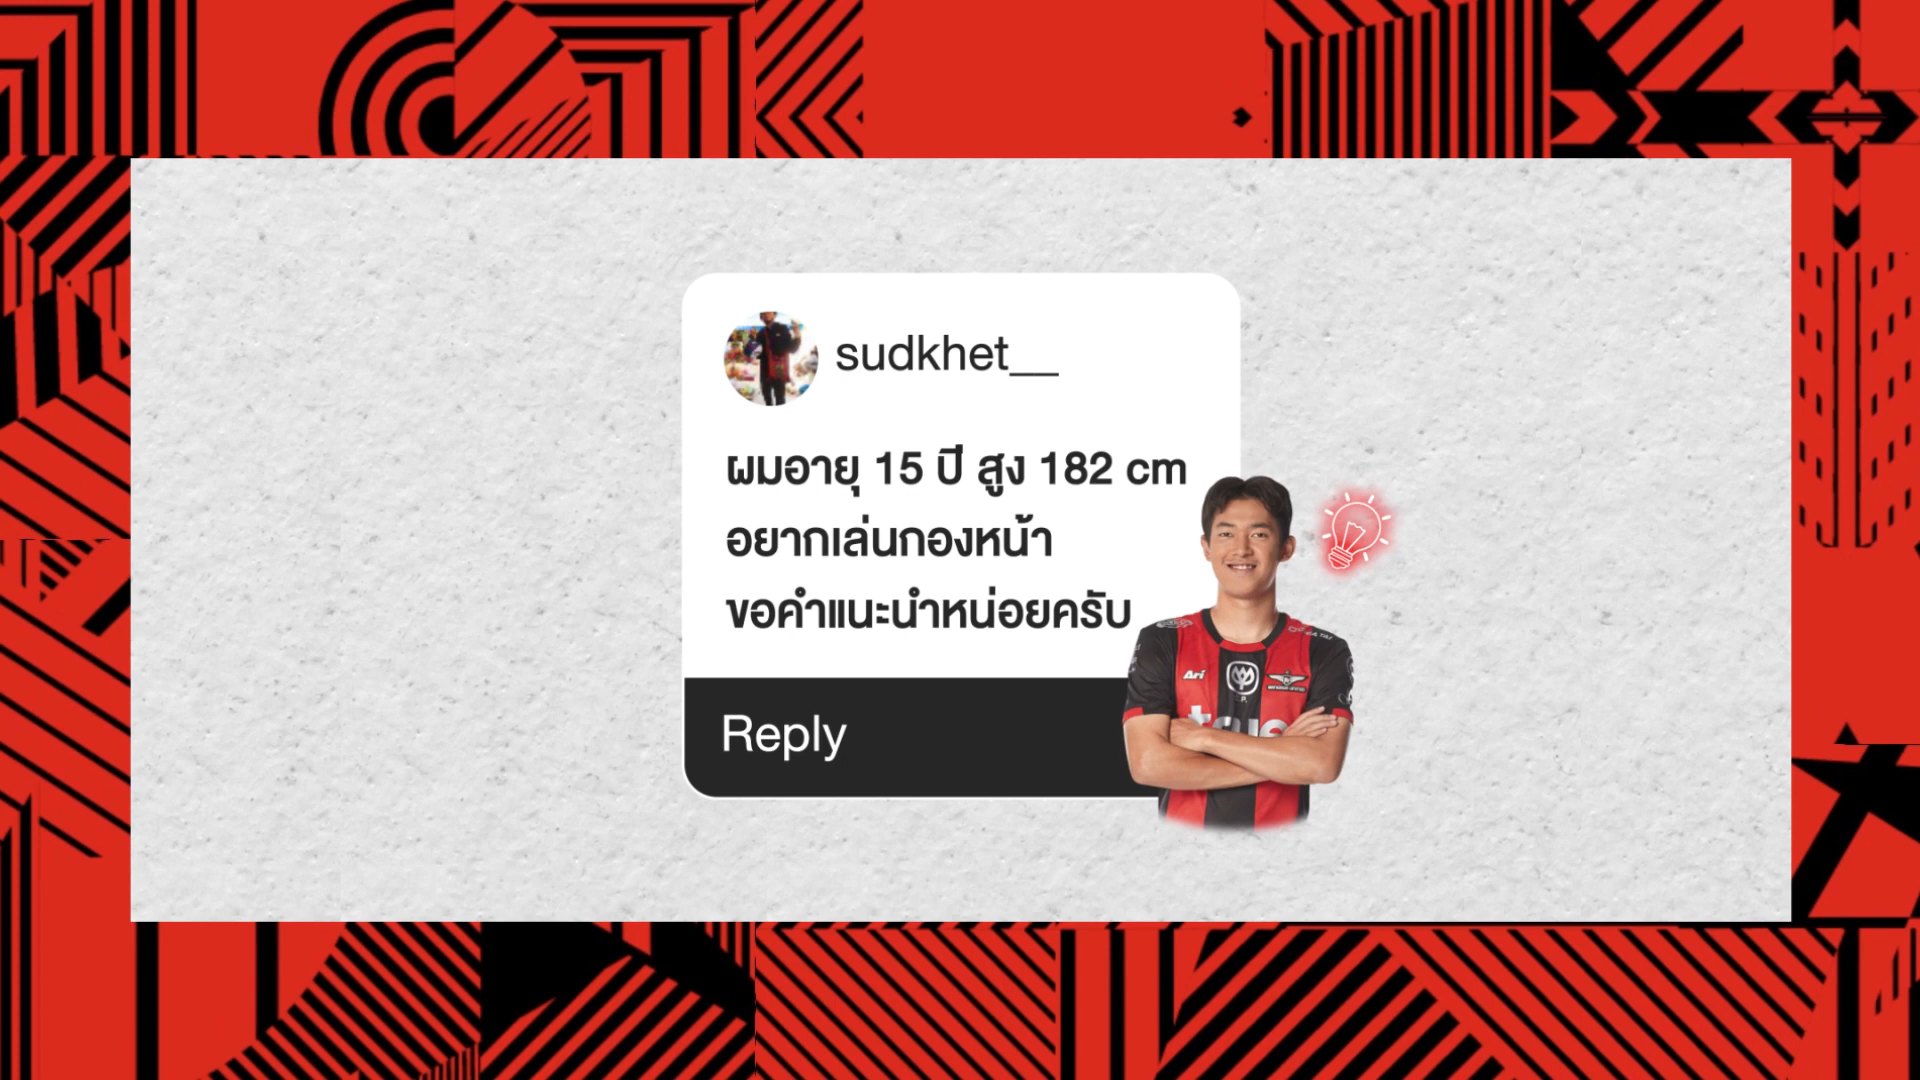 sudkhet__
ผมอายุ 15 ปี สูง 182 cm
อยากเล่นกองหน้า
ขอคำแนะนำหน่อยครับ
Reply
Ari
true